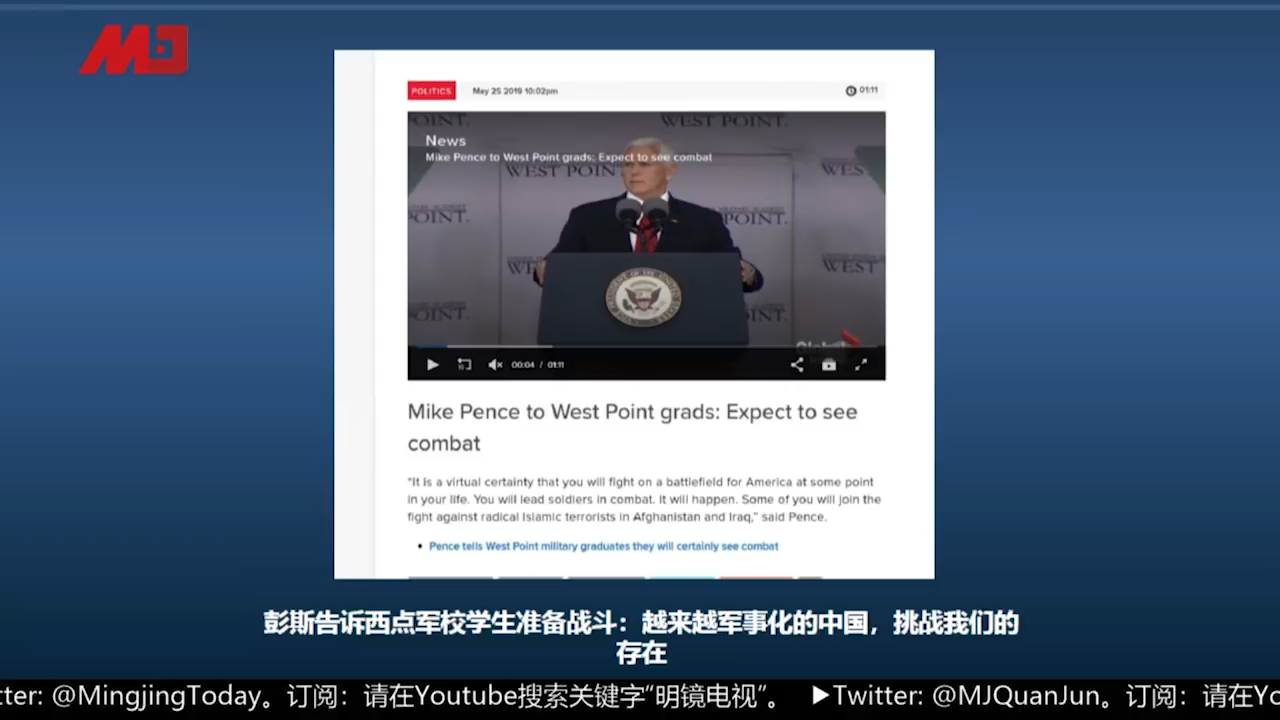 MJ
POLITICS May 25 2019 10:02pm 01:11
POINT. WEST POINT.
News
Mike Pence to West Point grads: Expect to see combat
WEST POINT WES
POINT. POINT.
WEST
POINT. INT.
00:04 / 01:11
Mike Pence to West Point grads: Expect to see
combat
"It is a virtual certainty that you will fight on a battlefield for America at some point
in your life. You will lead soldiers in combat. It will happen. Some of you will join the
fight against radical Islamic terrorists in Afghanistan and Iraq," said Pence.
• Pence tells West Point military graduates they will certainly see combat
彭斯告诉西点军校学生准备战斗：越来越军事化的中国，挑战我们的
存在
tter: @MingjingToday。订阅：请在Youtube搜索关键字"明镜电视"。 ▶Twitter: @MJQuanJun。订阅：请在Yo